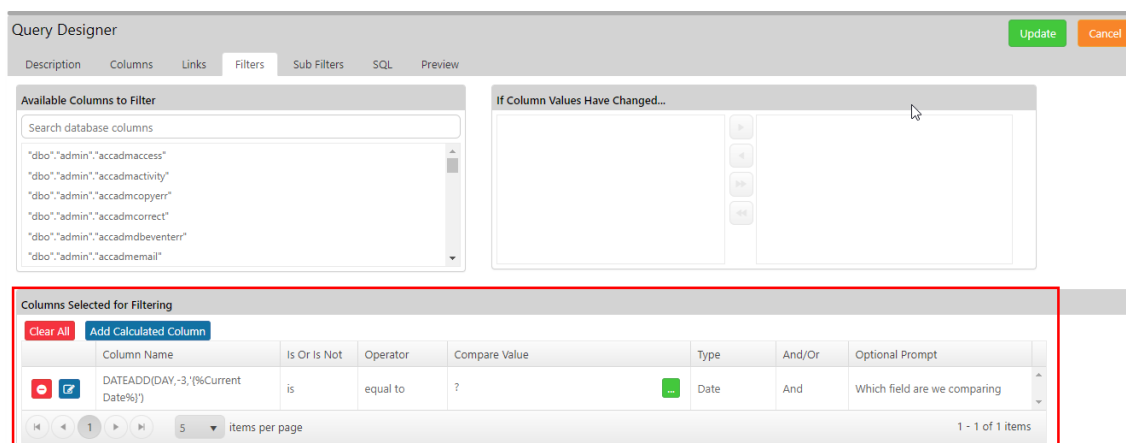 Query Designer
Update
Cancel
Description Columns Links Filters Sub Filters SQL Preview
Available Columns to Filter
If Column Values Have Changed...
Search database columns
"dbo"."admin"."accadmaccess"
"dbo"."admin"."accadmactivity"
"dbo"."admin"."accadmcopyerr"
"dbo"."admin"."accadmcorrect"
"dbo"."admin"."accadmdbeventerr"
"dbo"."admin"."accadmemail"
Columns Selected for Filtering
Clear All Add Calculated Column
Column Name Is Or Is Not Operator Compare Value Type And/Or Optional Prompt
DATEADD(DAY,-3,'{%Current
Date%}') is equal to ? ... Date And Which field are we comparing
1 5 items per page 1 - 1 of 1 items